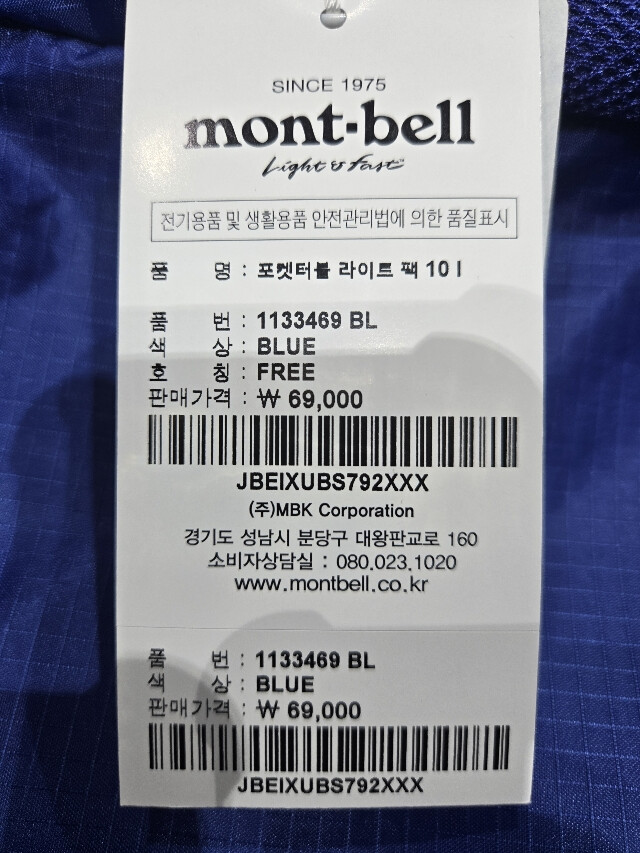 SINCE 1975
mont-bell
Light & Fast™
전기용품 및 생활용품 안전관리법에 의한 품질표시
품 명 : 포켓터블 라이트 팩 10 l
품 번 : 1133469 BL
색 상 : BLUE
호 칭 : FREE
판매가격 : ₩ 69,000
JBEIXUBS792XXX
(주)MBK Corporation
경기도 성남시 분당구 대왕판교로 160
소비자상담실 : 080.023.1020
www.montbell.co.kr
품 번 : 1133469 BL
색 상 : BLUE
판매가격 : ₩ 69,000
JBEIXUBS792XXX